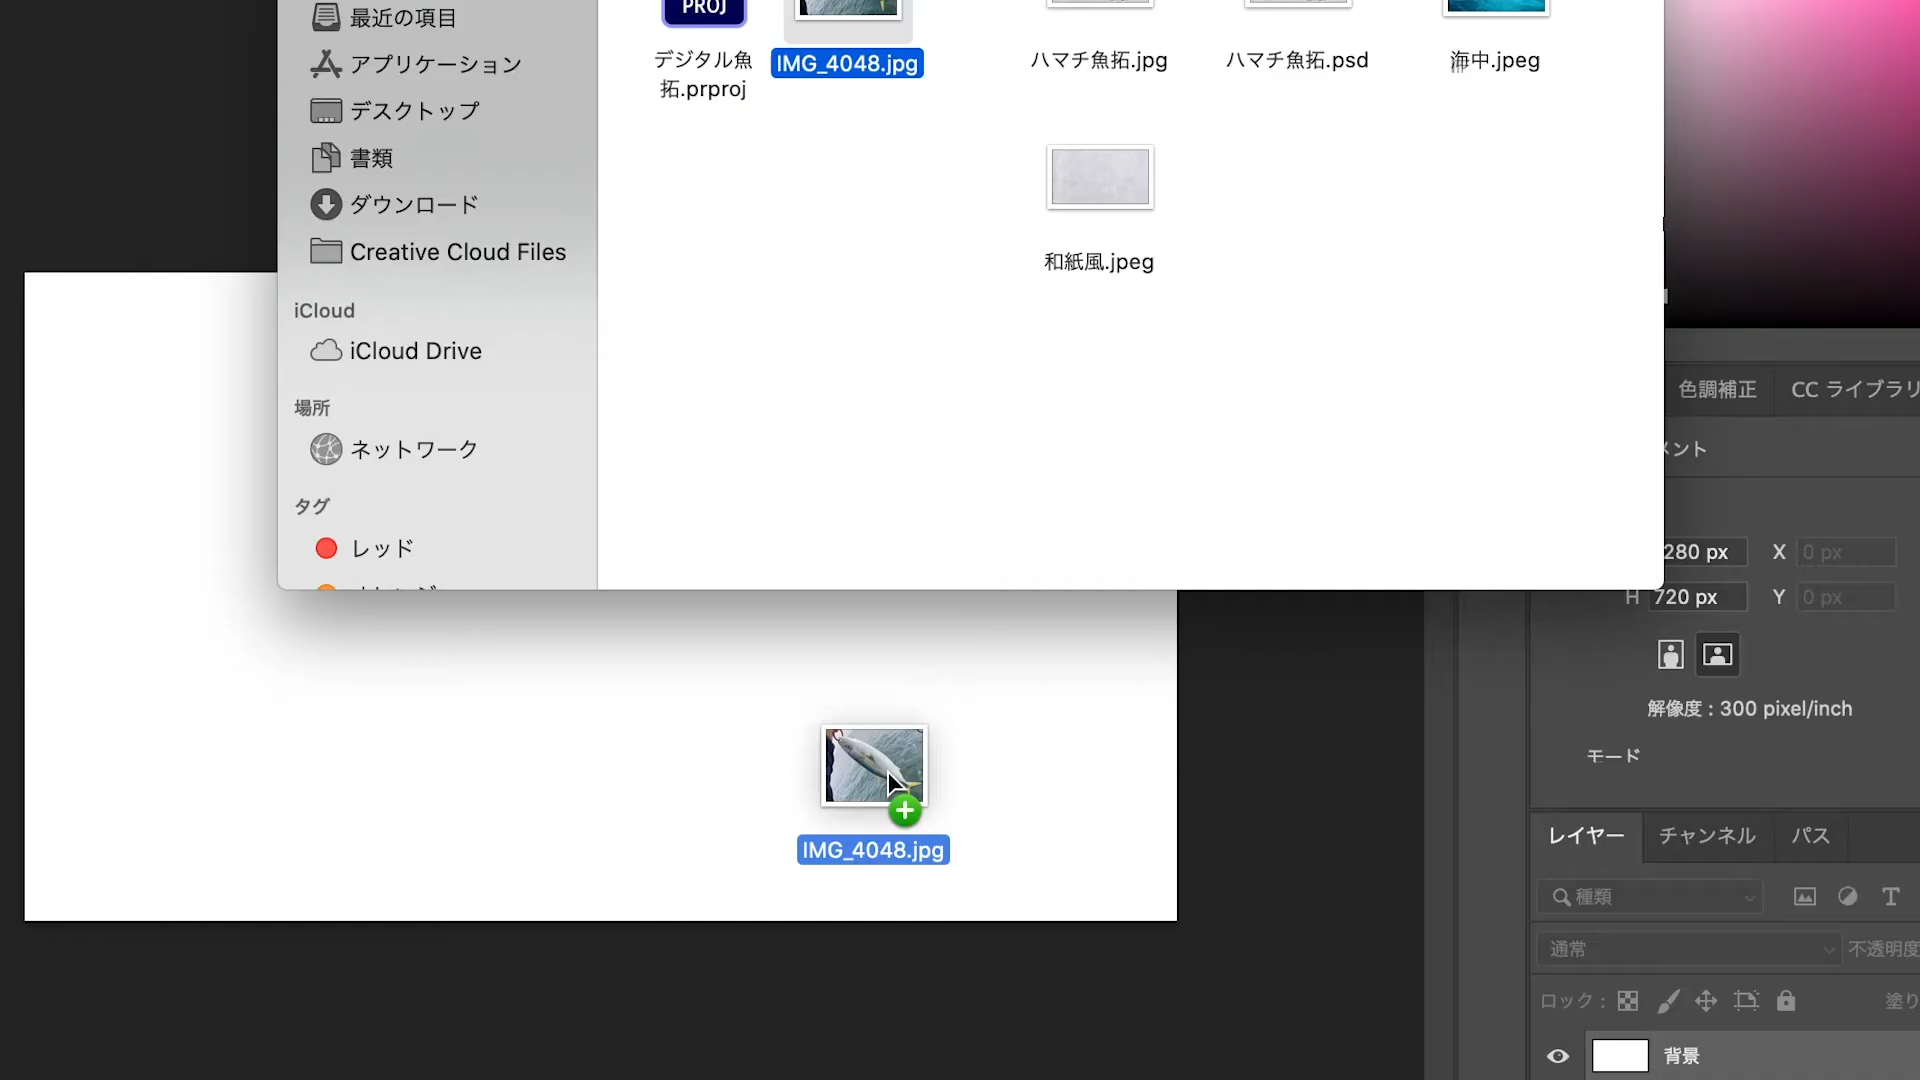 最近の項目
アプリケーション
デスクトップ
書類
ダウンロード
Creative Cloud Files
iCloud
iCloud Drive
場所
ネットワーク
タグ
レッド
PROJ
デジタル魚
拓.prproj
IMG_4048.jpg
ハマチ魚拓.jpg
ハマチ魚拓.psd
海中.jpeg
和紙風.jpeg
IMG_4048.jpg
色調補正
CC ライブラリ
メント
280 px
X
0 px
H
720 px
Y
0 px
解像度 : 300 pixel/inch
モード
レイヤー
チャンネル
パス
種類
T
通常
不透明度
ロック :
塗り
背景